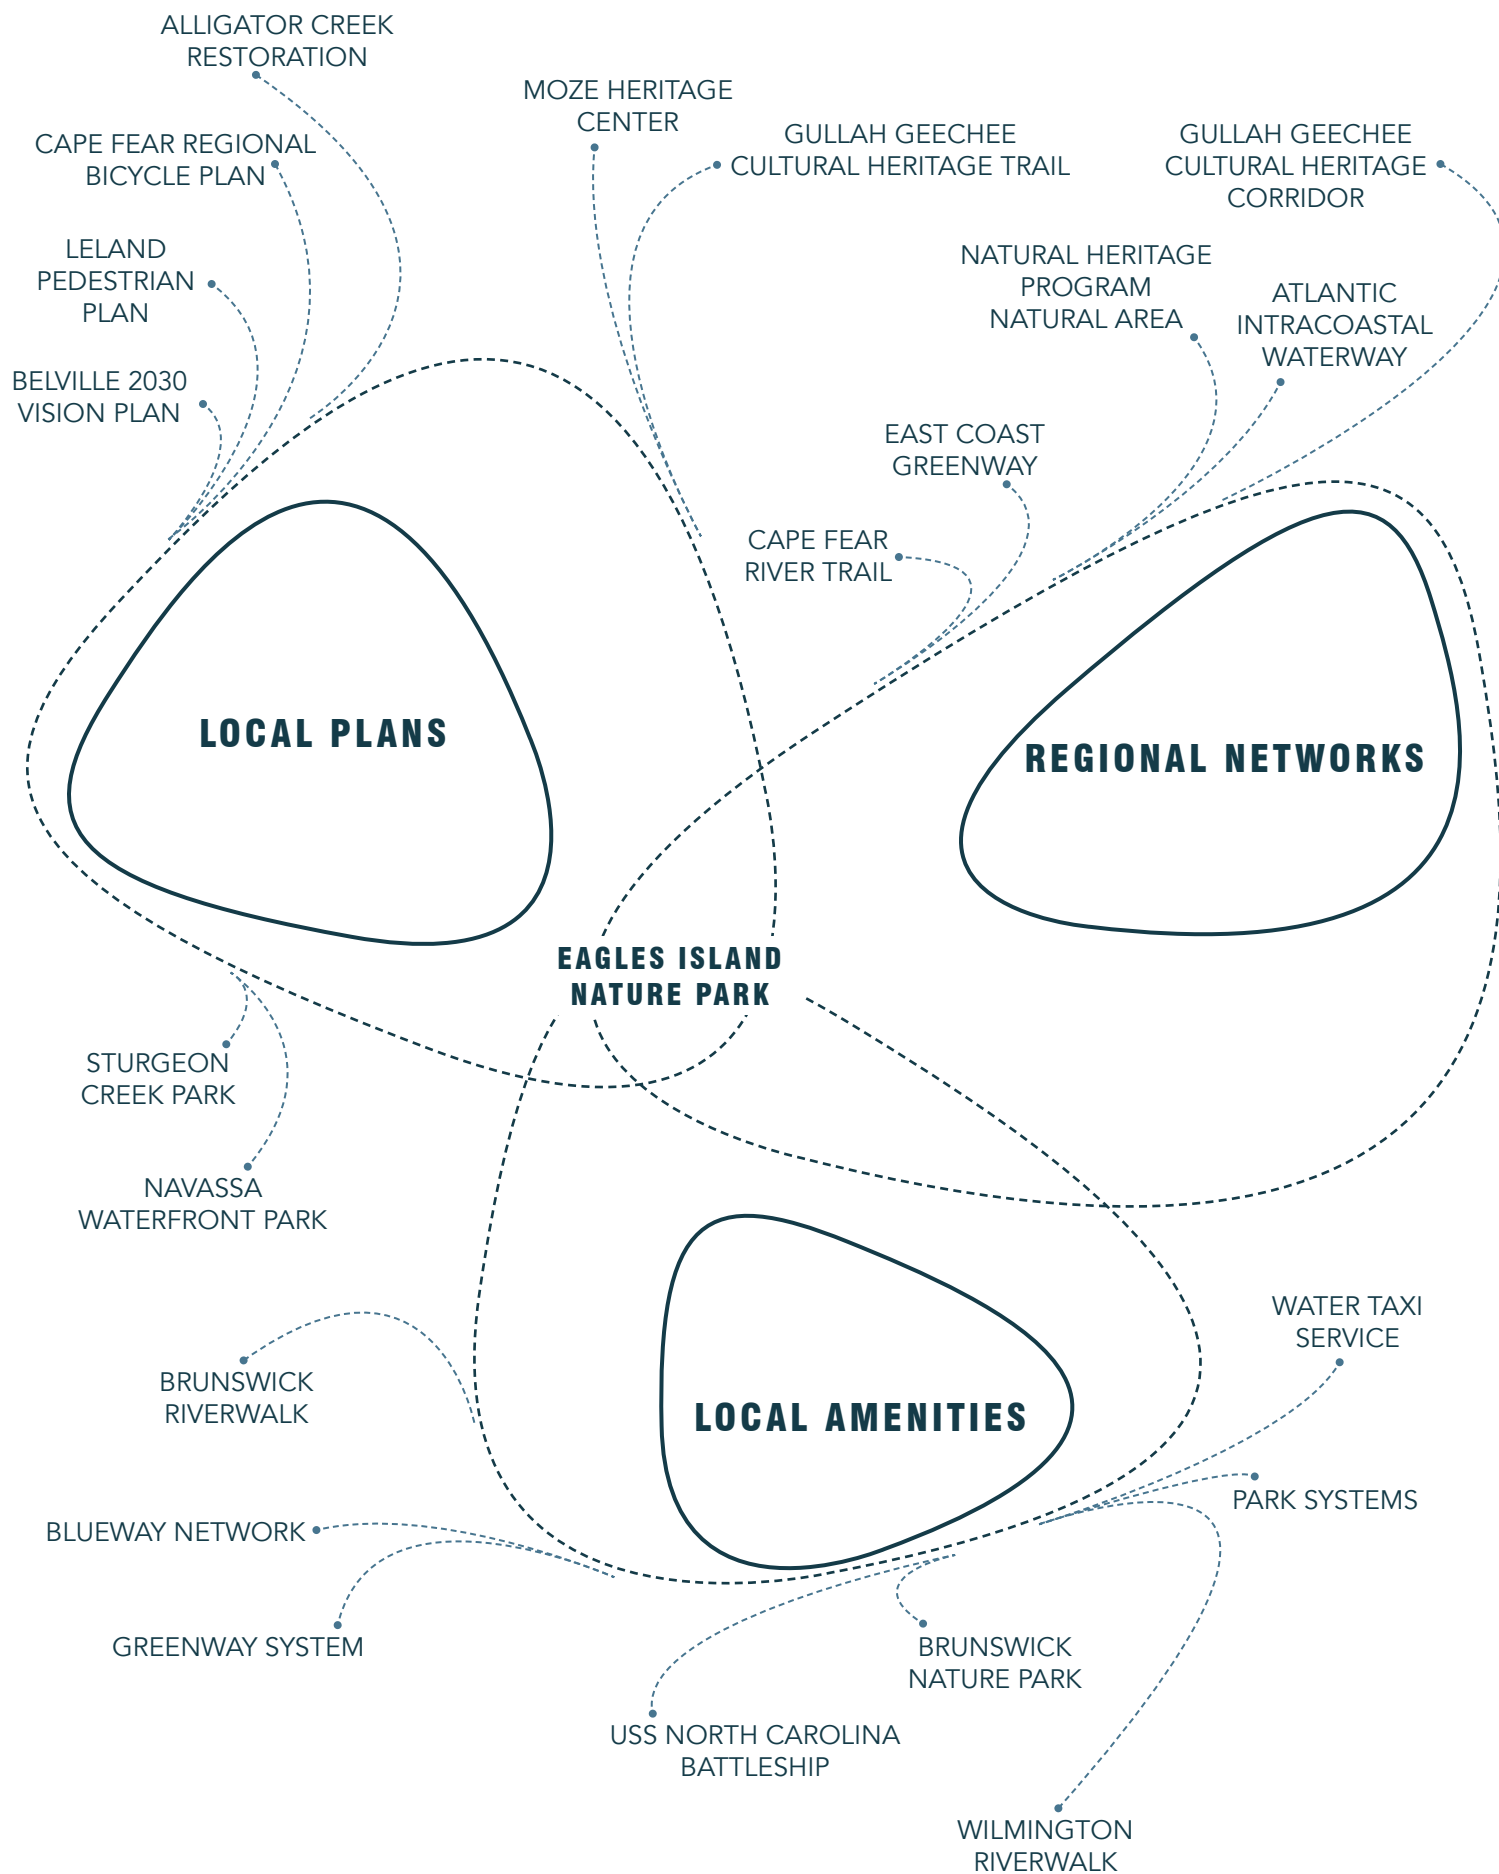 ALLIGATOR CREEK
RESTORATION
MOZE HERITAGE
CENTER
GULLAH GEECHEE
CULTURAL HERITAGE TRAIL
GULLAH GEECHEE
CULTURAL HERITAGE
CORRIDOR
CAPE FEAR REGIONAL
BICYCLE PLAN
LELAND
PEDESTRIAN
PLAN
NATURAL HERITAGE
PROGRAM
NATURAL AREA
ATLANTIC
INTRACOASTAL
WATERWAY
BELVILLE 2030
VISION PLAN
EAST COAST
GREENWAY
CAPE FEAR
RIVER TRAIL
LOCAL PLANS
REGIONAL NETWORKS
EAGLES ISLAND
NATURE PARK
STURGEON
CREEK PARK
NAVASSA
WATERFRONT PARK
WATER TAXI
SERVICE
BRUNSWICK
RIVERWALK
LOCAL AMENITIES
PARK SYSTEMS
BLUEWAY NETWORK
GREENWAY SYSTEM
BRUNSWICK
NATURE PARK
USS NORTH CAROLINA
BATTLESHIP
WILMINGTON
RIVERWALK